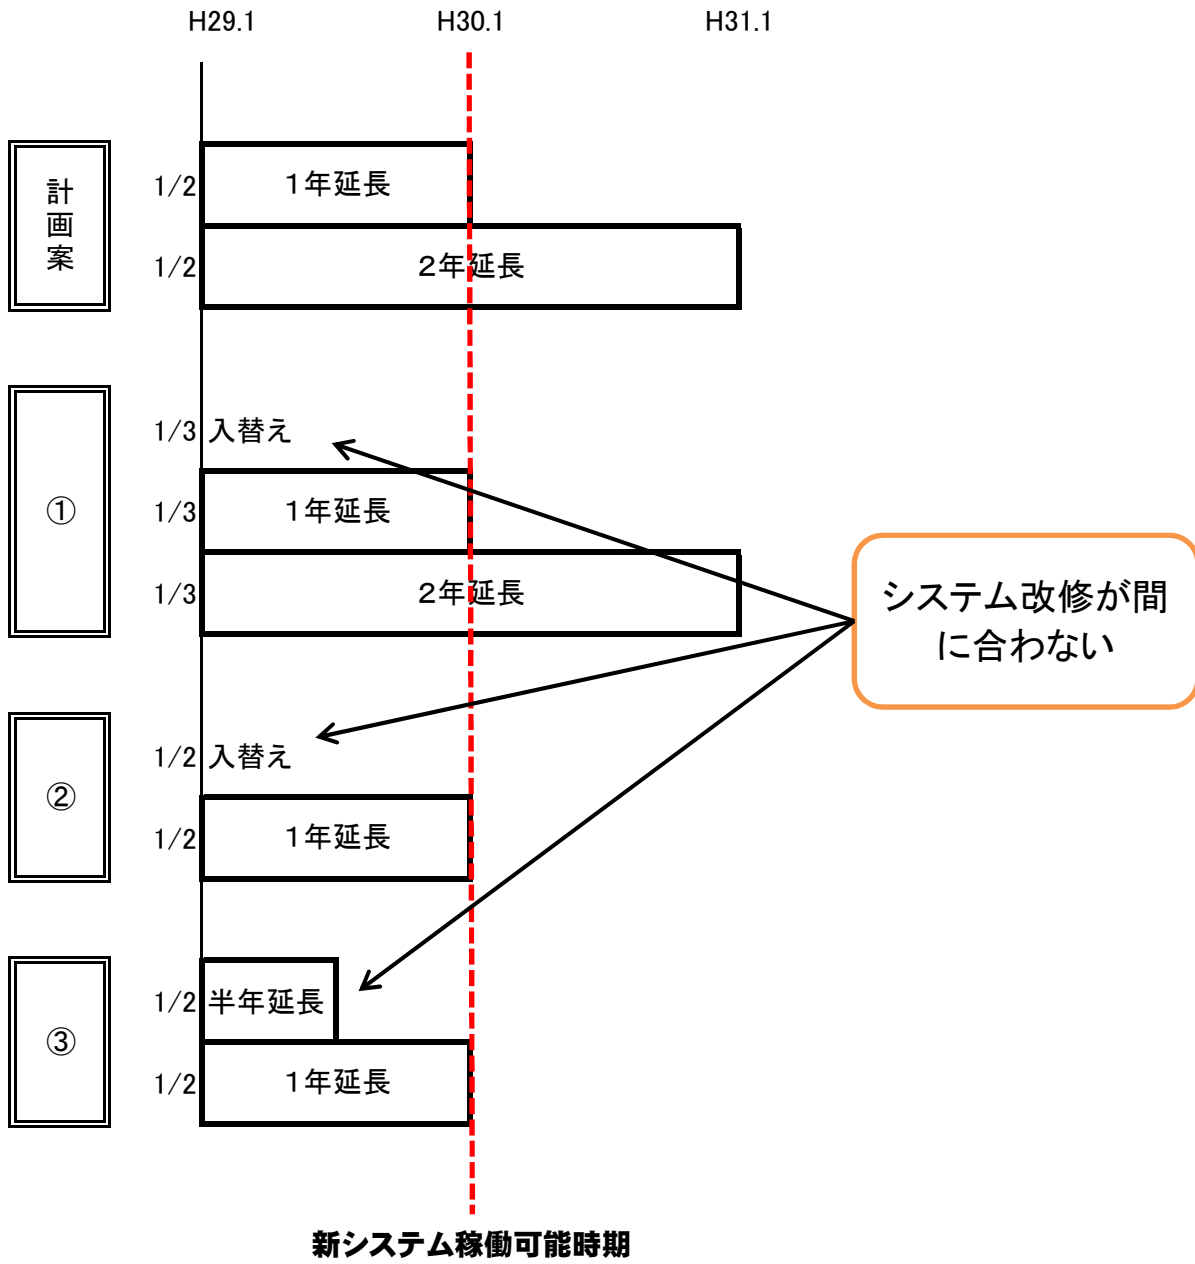 H29.1 H30.1 H31.1
計画案
1/2 １年延長
1/2 ２年延長
①
1/3 入替え
1/3 １年延長
1/3 ２年延長
システム改修が間
に合わない
②
1/2 入替え
1/2 １年延長
③
1/2 半年延長
1/2 １年延長
新システム稼働可能時期